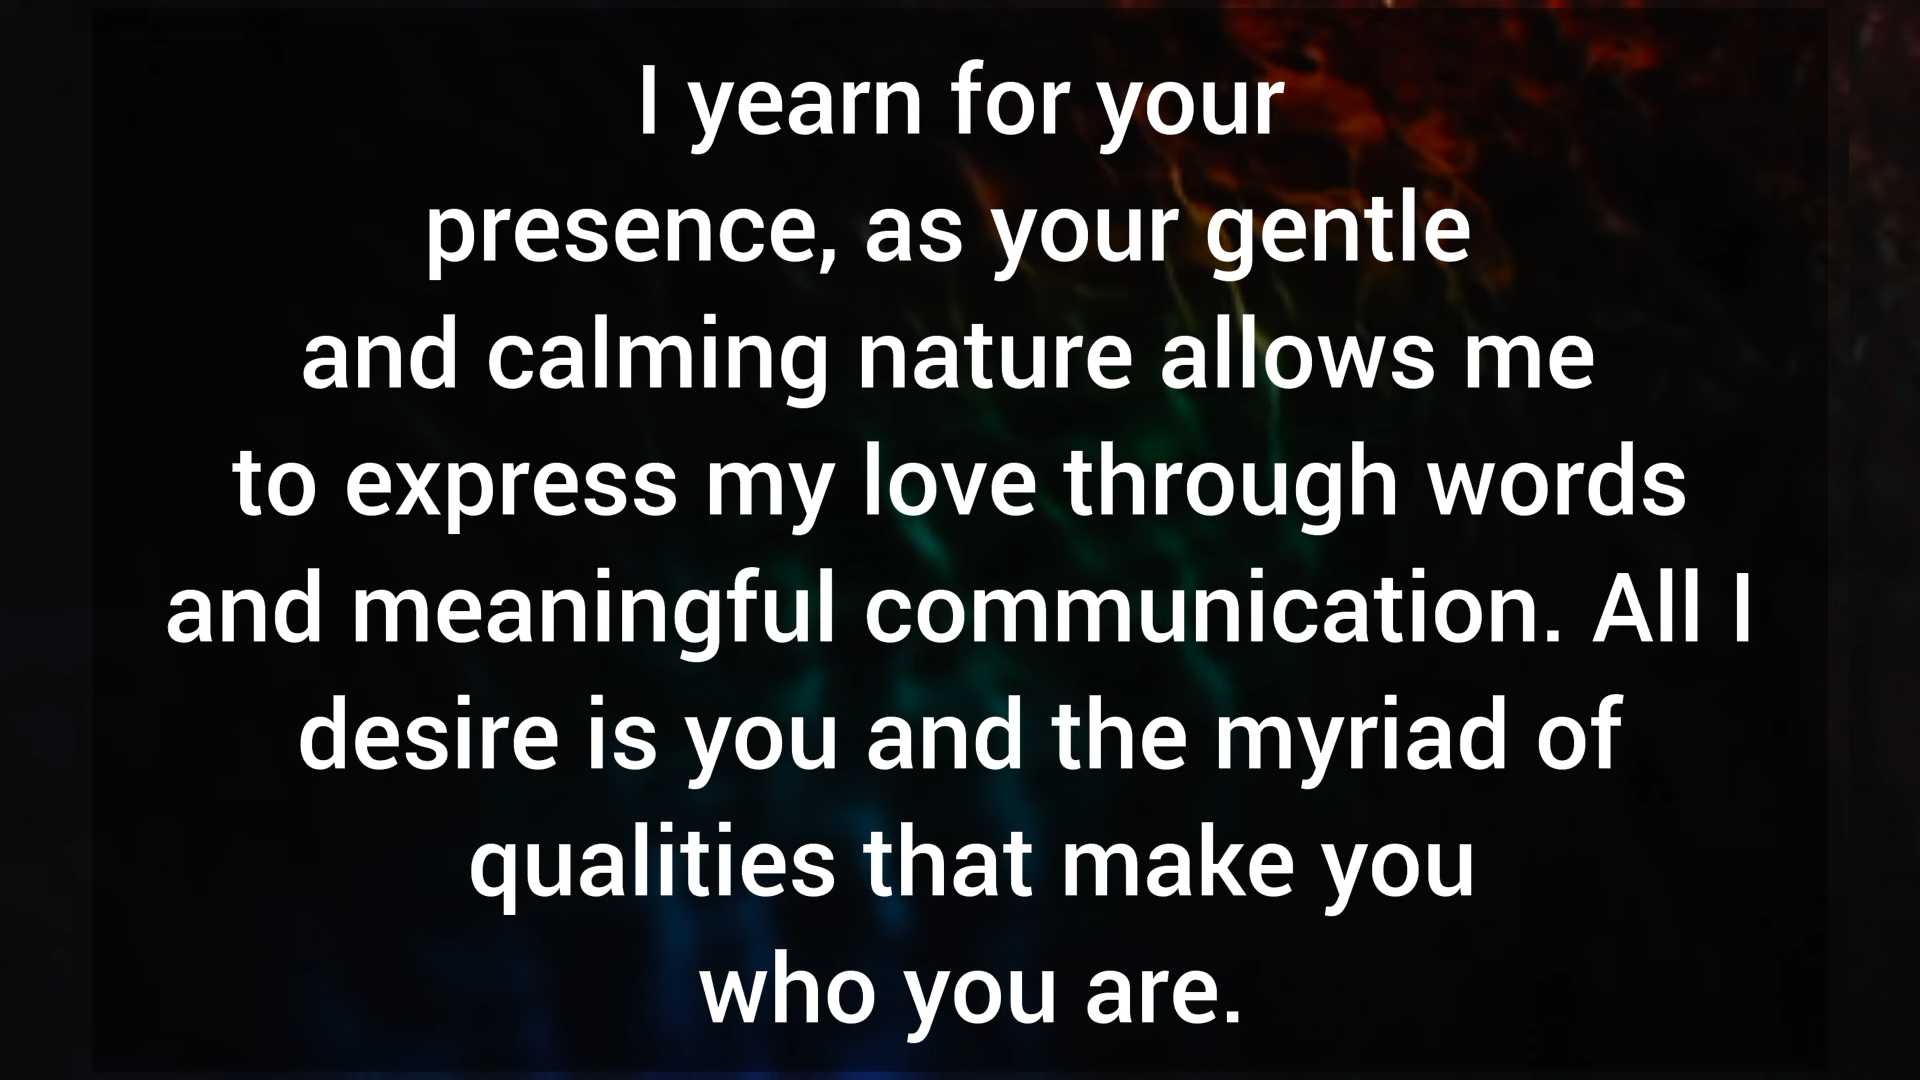 I yearn for your
presence, as your gentle
and calming nature allows me
to express my love through words
and meaningful communication. All I
desire is you and the myriad of
qualities that make you
who you are.